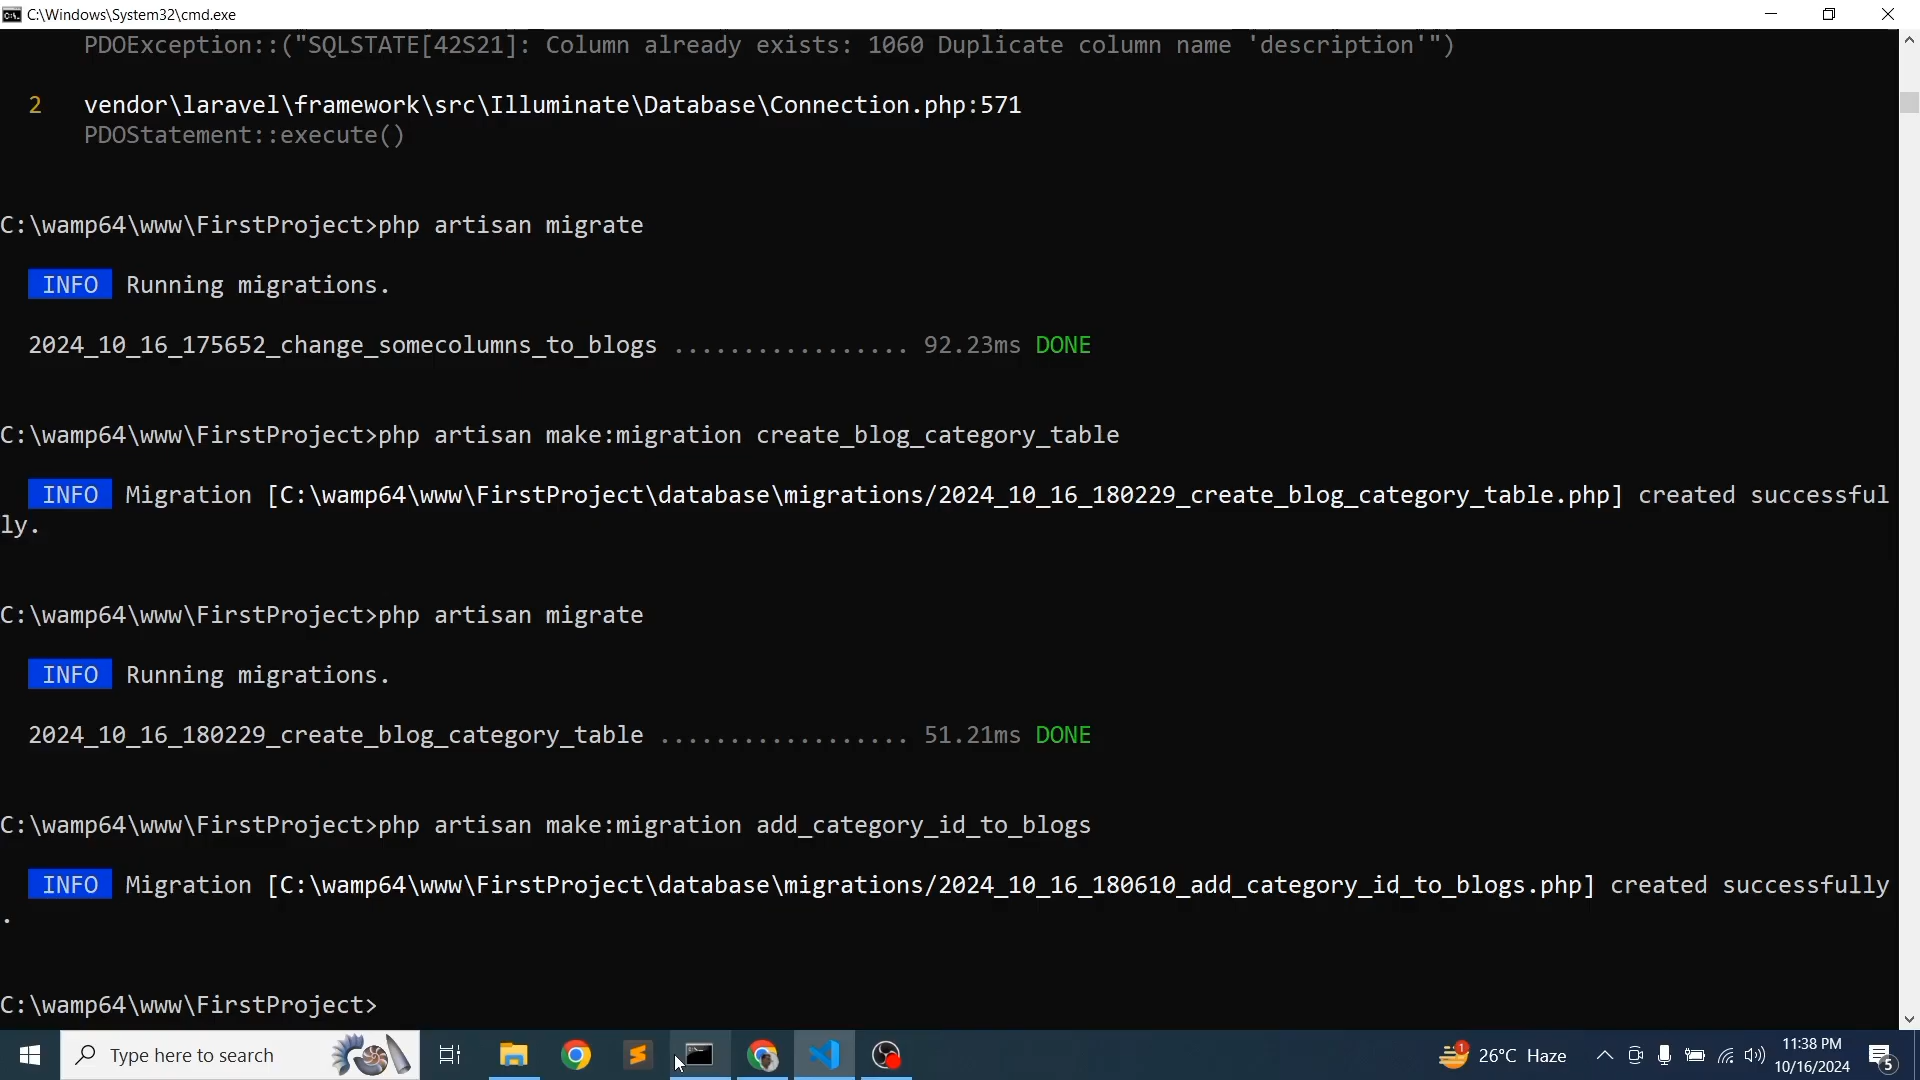 C:\Windows\System32\cmd.exe
PDOException::("SQLSTATE[42S21]: Column already exists: 1060 Duplicate column name 'description'")
2 vendor\laravel\framework\src\Illuminate\Database\Connection.php:571
PDOStatement::execute()
C:\wamp64\www\FirstProject>php artisan migrate
INFO Running migrations.
2024_10_16_175652_change_somecolumns_to_blogs ................. 92.23ms DONE
C:\wamp64\www\FirstProject>php artisan make:migration create_blog_category_table
INFO Migration [C:\wamp64\www\FirstProject\database\migrations/2024_10_16_180229_create_blog_category_table.php] created successful
ly.
C:\wamp64\www\FirstProject>php artisan migrate
INFO Running migrations.
2024_10_16_180229_create_blog_category_table .................. 51.21ms DONE
C:\wamp64\www\FirstProject>php artisan make:migration add_category_id_to_blogs
INFO Migration [C:\wamp64\www\FirstProject\database\migrations/2024_10_16_180610_add_category_id_to_blogs.php] created successfully
.
C:\wamp64\www\FirstProject>
Type here to search
1
26°C Haze
11:38 PM
10/16/2024
5